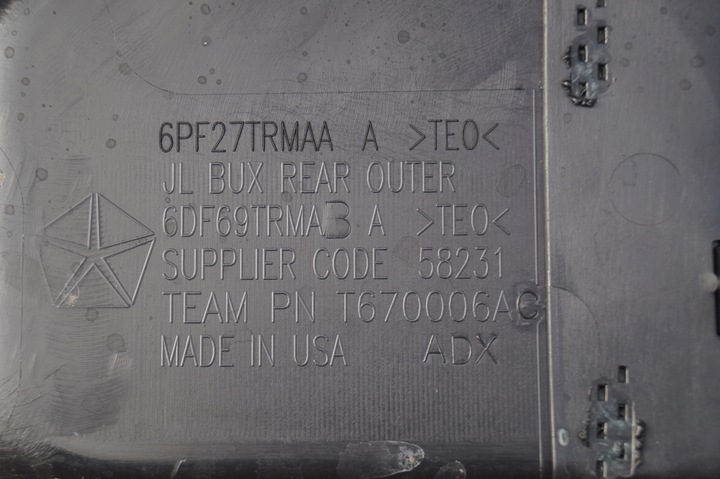 6PF27TRMAA A >TEO<
JL BUX REAR OUTER
6DF69TRMAB A >TEO<
SUPPLIER CODE 58231
TEAM PN T670006AC
MADE IN USA ADX